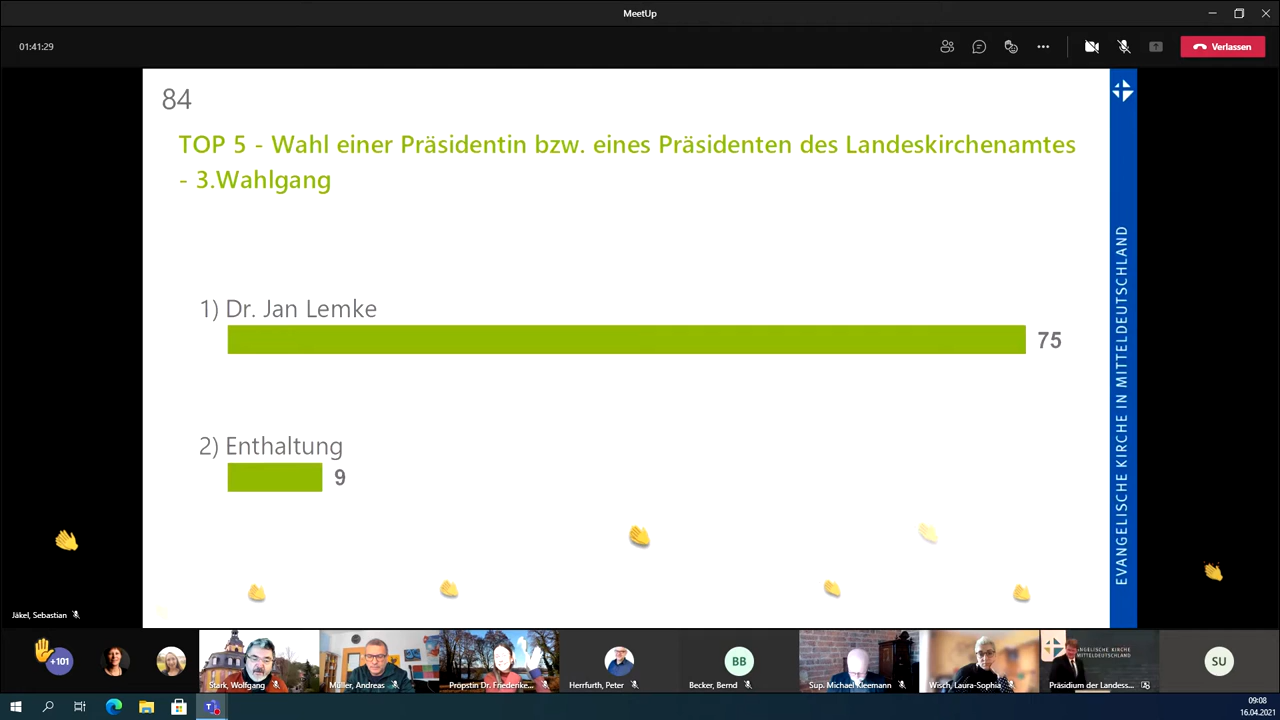 MeetUp
01:41:29
Verlassen
84
TOP 5 - Wahl einer Präsidentin bzw. eines Präsidenten des Landeskirchenamtes
- 3.Wahlgang
1) Dr. Jan Lemke
75
2) Enthaltung
9
EVANGELISCHE KIRCHE IN MITTELDEUTSCHLAND
Jäkel, Sebastian
+101
Stark, Wolfgang
Müller, Andreas
Pröpstin Dr. Friederike...
Herrfurth, Peter
BB
Becker, Bernd
Sup. Michael Kleemann
Wisch, Laura-Sophia
ANGELISCHE KIRCHE
MITTELDEUTSCHLAND
Präsidium der Landess...
SU
09:08
16.04.2021